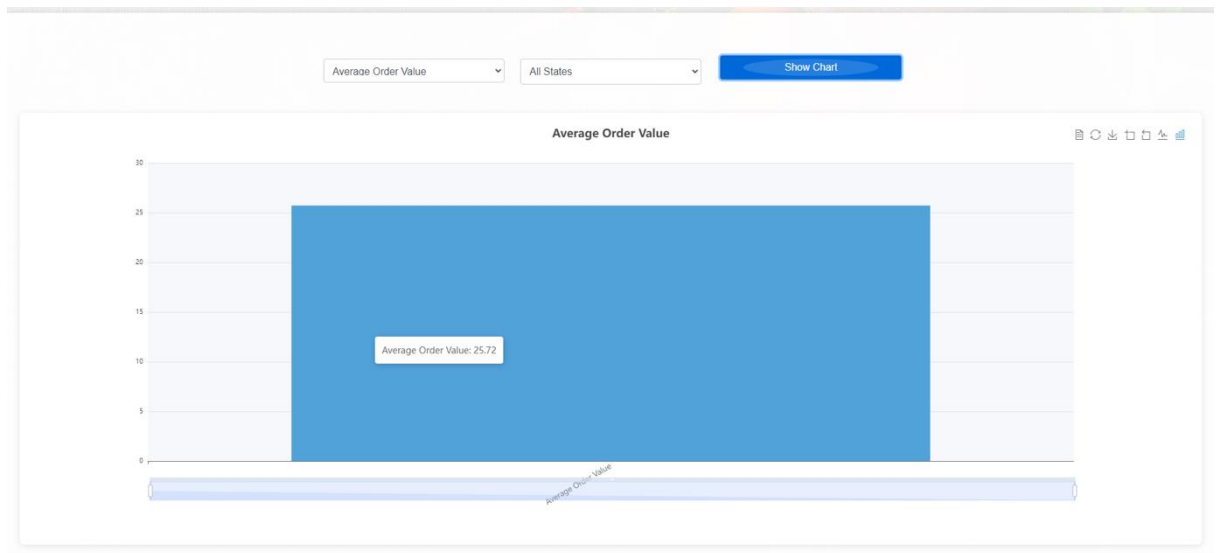 Average Order Value
All States
Show Chart
Average Order Value
30
25
20
15
Average Order Value: 25.72
10
5
0
Average Order Value